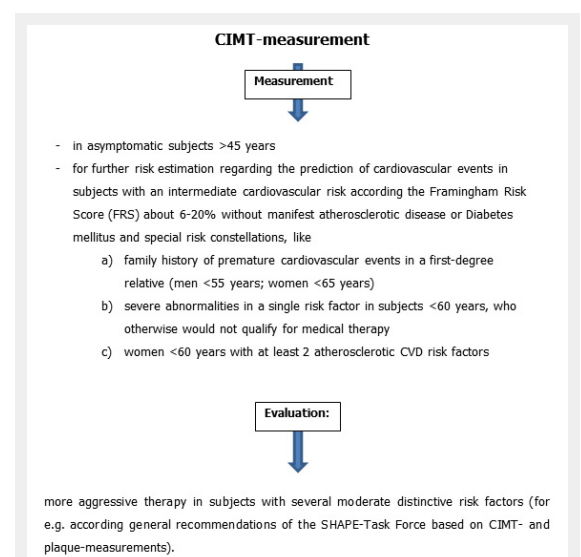 CIMT-measurement
Measurement
- in asymptomatic subjects >45 years
- for further risk estimation regarding the prediction of cardiovascular events in
subjects with an intermediate cardiovascular risk according the Framingham Risk
Score (FRS) about 6-20% without manifest atherosclerotic disease or Diabetes
mellitus and special risk constellations, like
a) family history of premature cardiovascular events in a first-degree
relative (men <55 years; women <65 years)
b) severe abnormalities in a single risk factor in subjects <60 years, who
otherwise would not qualify for medical therapy
c) women <60 years with at least 2 atherosclerotic CVD risk factors
Evaluation:
more aggressive therapy in subjects with several moderate distinctive risk factors (for
e.g. according general recommendations of the SHAPE-Task Force based on CIMT- and
plaque-measurements).